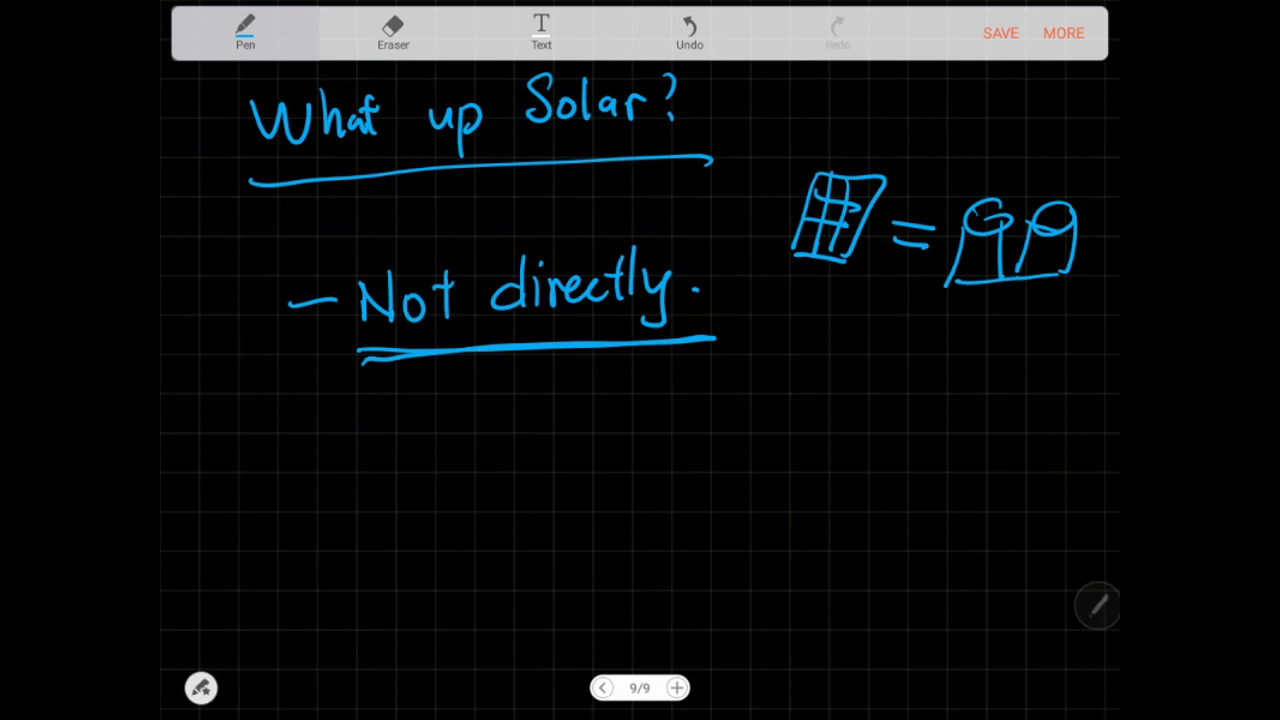 Pen Eraser Text Undo Redo SAVE MORE
What up Solar?
- Not directly.
9/9